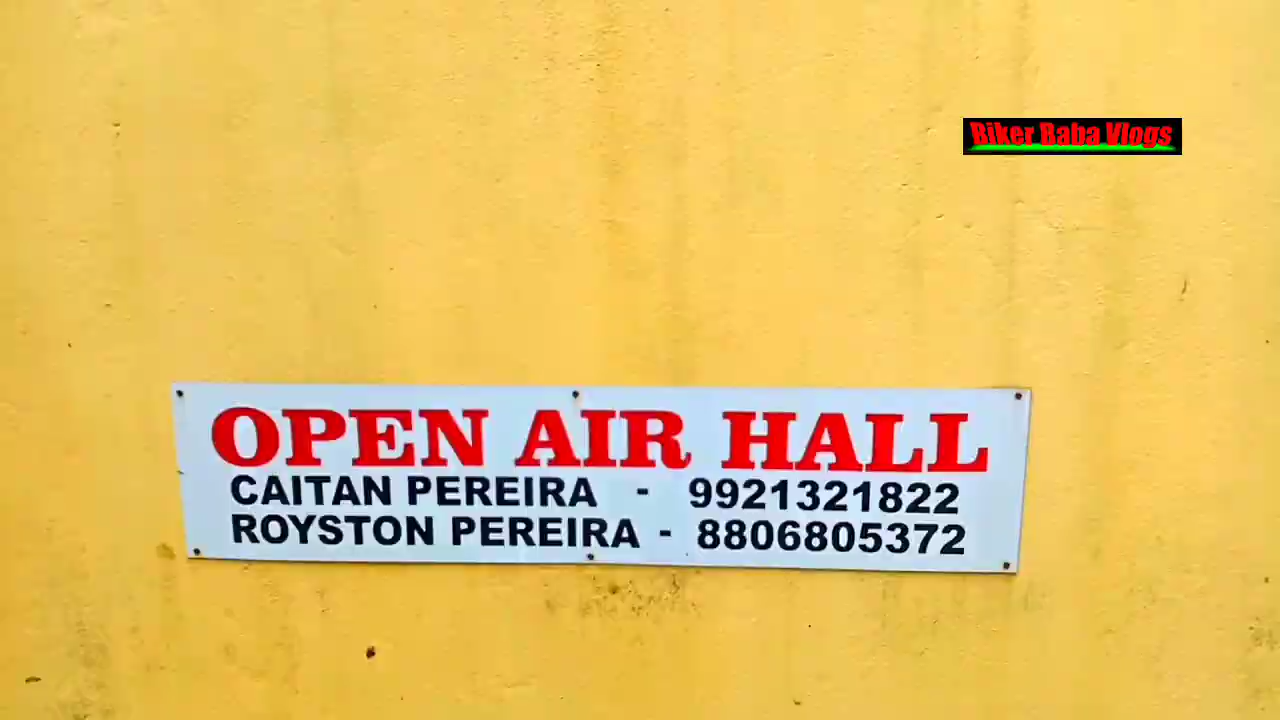 Biker Baba Vlogs
OPEN AIR HALL
CAITAN PEREIRA - 9921321822
ROYSTON PEREIRA - 8806805372